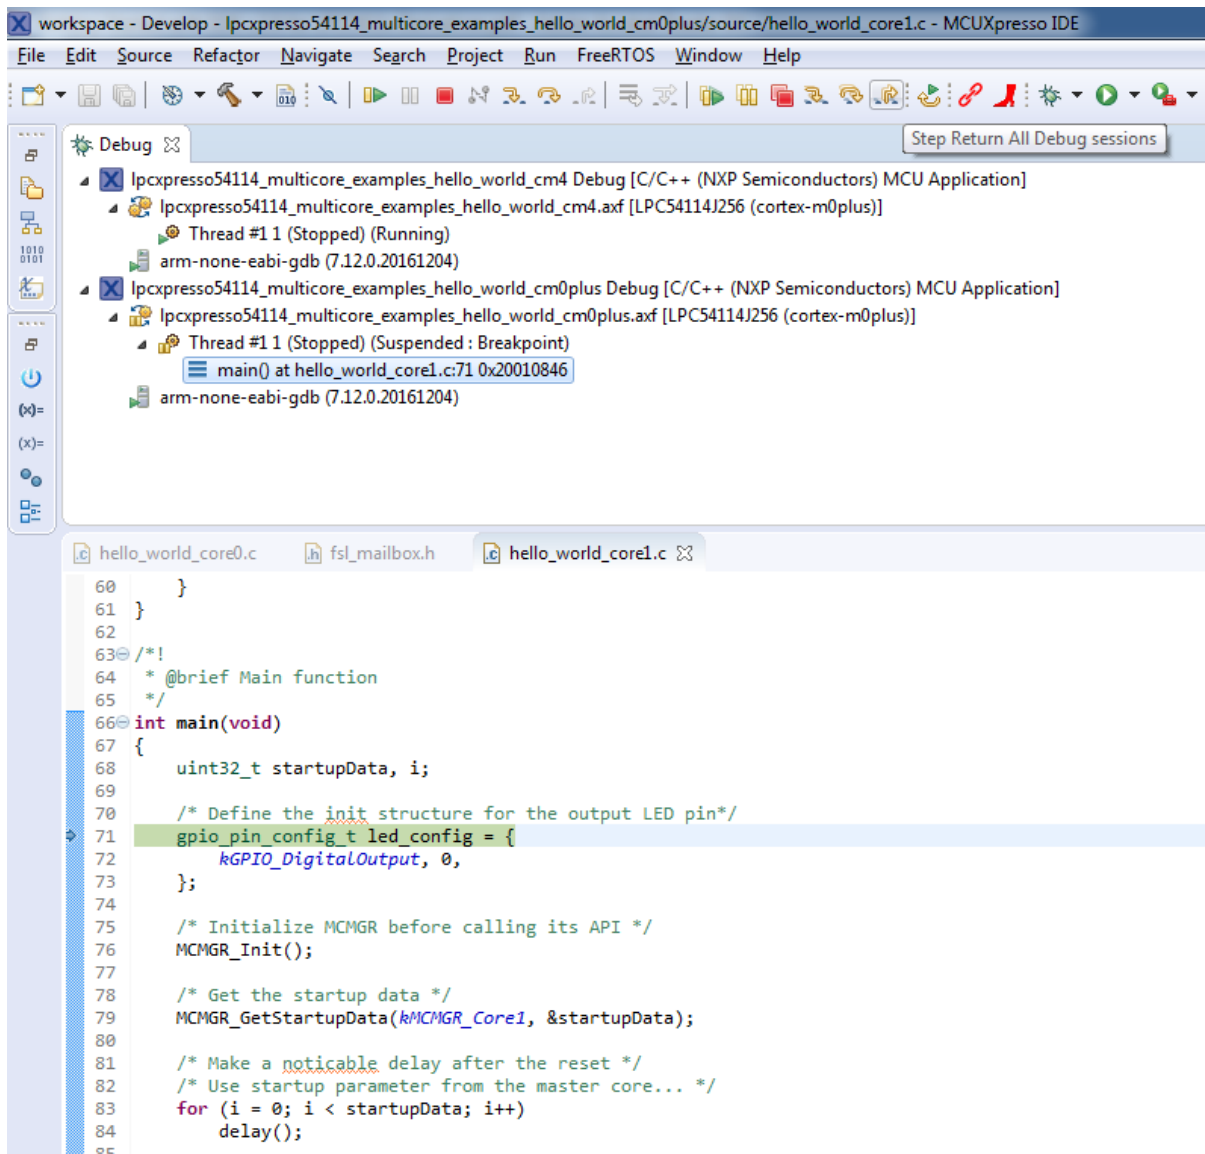 workspace - Develop - lpcxpresso54114_multicore_examples_hello_world_cm0plus/source/hello_world_core1.c - MCUXpresso IDE
File Edit Source Refactor Navigate Search Project Run FreeRTOS Window Help
010
Step Return All Debug sessions
Debug
lpcxpresso54114_multicore_examples_hello_world_cm4 Debug [C/C++ (NXP Semiconductors) MCU Application]
lpcxpresso54114_multicore_examples_hello_world_cm4.axf [LPC54114J256 (cortex-m0plus)]
Thread #1 1 (Stopped) (Running)
arm-none-eabi-gdb (7.12.0.20161204)
lpcxpresso54114_multicore_examples_hello_world_cm0plus Debug [C/C++ (NXP Semiconductors) MCU Application]
lpcxpresso54114_multicore_examples_hello_world_cm0plus.axf [LPC54114J256 (cortex-m0plus)]
Thread #1 1 (Stopped) (Suspended : Breakpoint)
main() at hello_world_core1.c:71 0x20010846
arm-none-eabi-gdb (7.12.0.20161204)
1010
0101
(x)=
(x)=
hello_world_core0.c fsl_mailbox.h hello_world_core1.c
60 }
61 }
62
63 /*!
64 * @brief Main function
65 */
66 int main(void)
67 {
68 uint32_t startupData, i;
69
70 /* Define the init structure for the output LED pin*/
71 gpio_pin_config_t led_config = {
72 kGPIO_DigitalOutput, 0,
73 };
74
75 /* Initialize MCMGR before calling its API */
76 MCMGR_Init();
77
78 /* Get the startup data */
79 MCMGR_GetStartupData(kMCMGR_Core1, &startupData);
80
81 /* Make a noticable delay after the reset */
82 /* Use startup parameter from the master core... */
83 for (i = 0; i < startupData; i++)
84 delay();
85